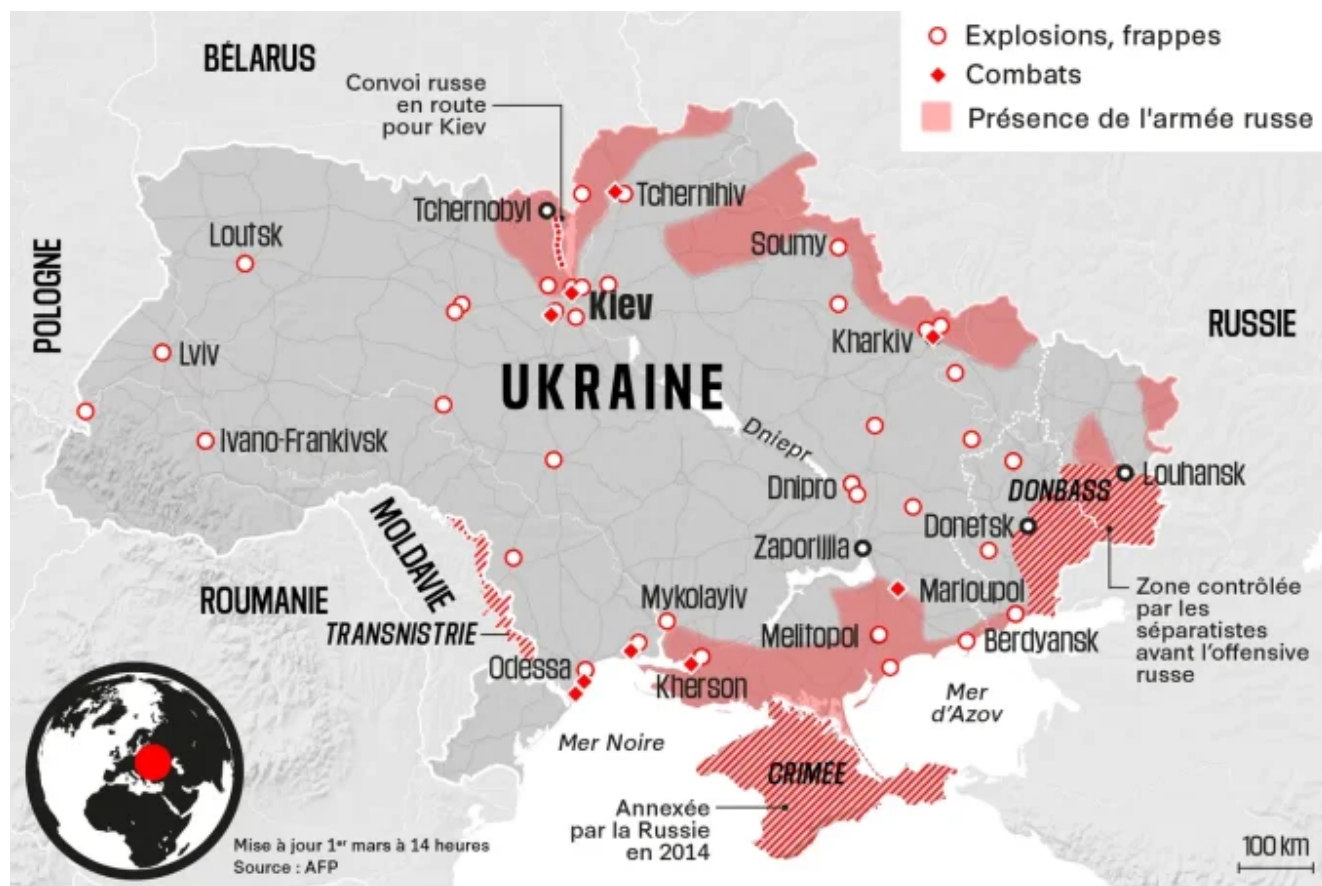 BÉLARUS
Convoi russe
en route
pour Kiev
Explosions, frappes
Combats
Présence de l'armée russe
Tchernobyl
Tchernihiv
Loutsk
Soumy
POLOGNE
Kiev
RUSSIE
Kharkiv
Lviv
UKRAINE
Ivano-Frankivsk
Dniepr
Dnipro
DONBASS
Louhansk
MOLDAVIE
Donetsk
Zaporijjia
ROUMANIE
TRANSNISTRIE
Mykolayiv
Marioupol
Zone contrôlée
par les
séparatistes
avant l'offensive
russe
Melitopol
Berdyansk
Odessa
Kherson
Mer
d'Azov
Mer Noire
CRIMÉE
Annexée
par la Russie
en 2014
Mise à jour 1er mars à 14 heures
Source : AFP
100 km